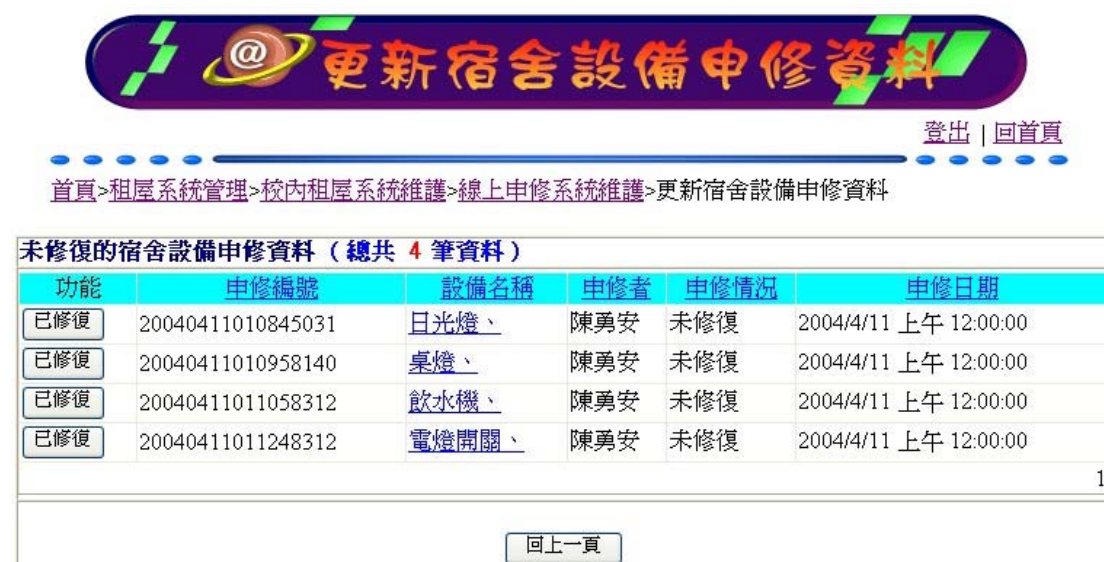 @ 更新宿舍設備申修資料
登出 | 回首頁
首頁>租屋系統管理>校內租屋系統維護>線上申修系統維護>更新宿舍設備申修資料
未修復的宿舍設備申修資料（總共 4 筆資料）
功能 申修編號 設備名稱 申修者 申修情況 申修日期
已修復 20040411010845031 日光燈、 陳勇安 未修復 2004/4/11 上午 12:00:00
已修復 20040411010958140 桌燈、 陳勇安 未修復 2004/4/11 上午 12:00:00
已修復 20040411011058312 飲水機、 陳勇安 未修復 2004/4/11 上午 12:00:00
已修復 20040411011248312 電燈開關、 陳勇安 未修復 2004/4/11 上午 12:00:00
1
回上一頁